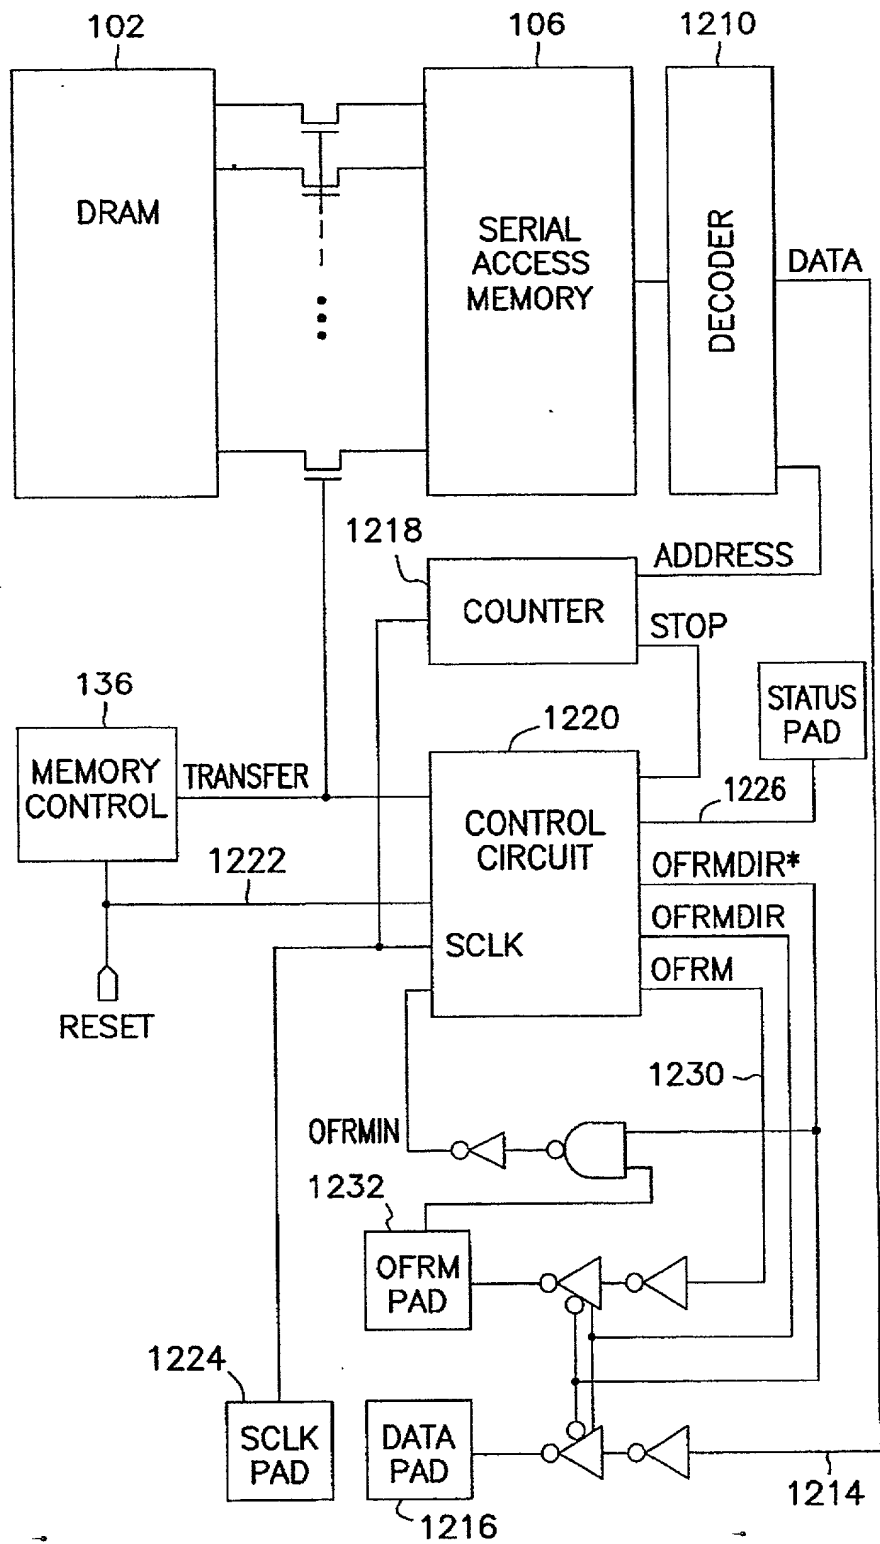 102
106
1210
DRAM
SERIAL
ACCESS
MEMORY
DECODER
DATA
1218
ADDRESS
COUNTER
STOP
136
1220
STATUS
PAD
MEMORY
CONTROL
TRANSFER
1226
CONTROL
CIRCUIT
1222
OFRMDIR*
OFRMDIR
SCLK
OFRM
RESET
1230
OFRMIN
1232
OFRM
PAD
1224
SCLK
PAD
DATA
PAD
1214
1216